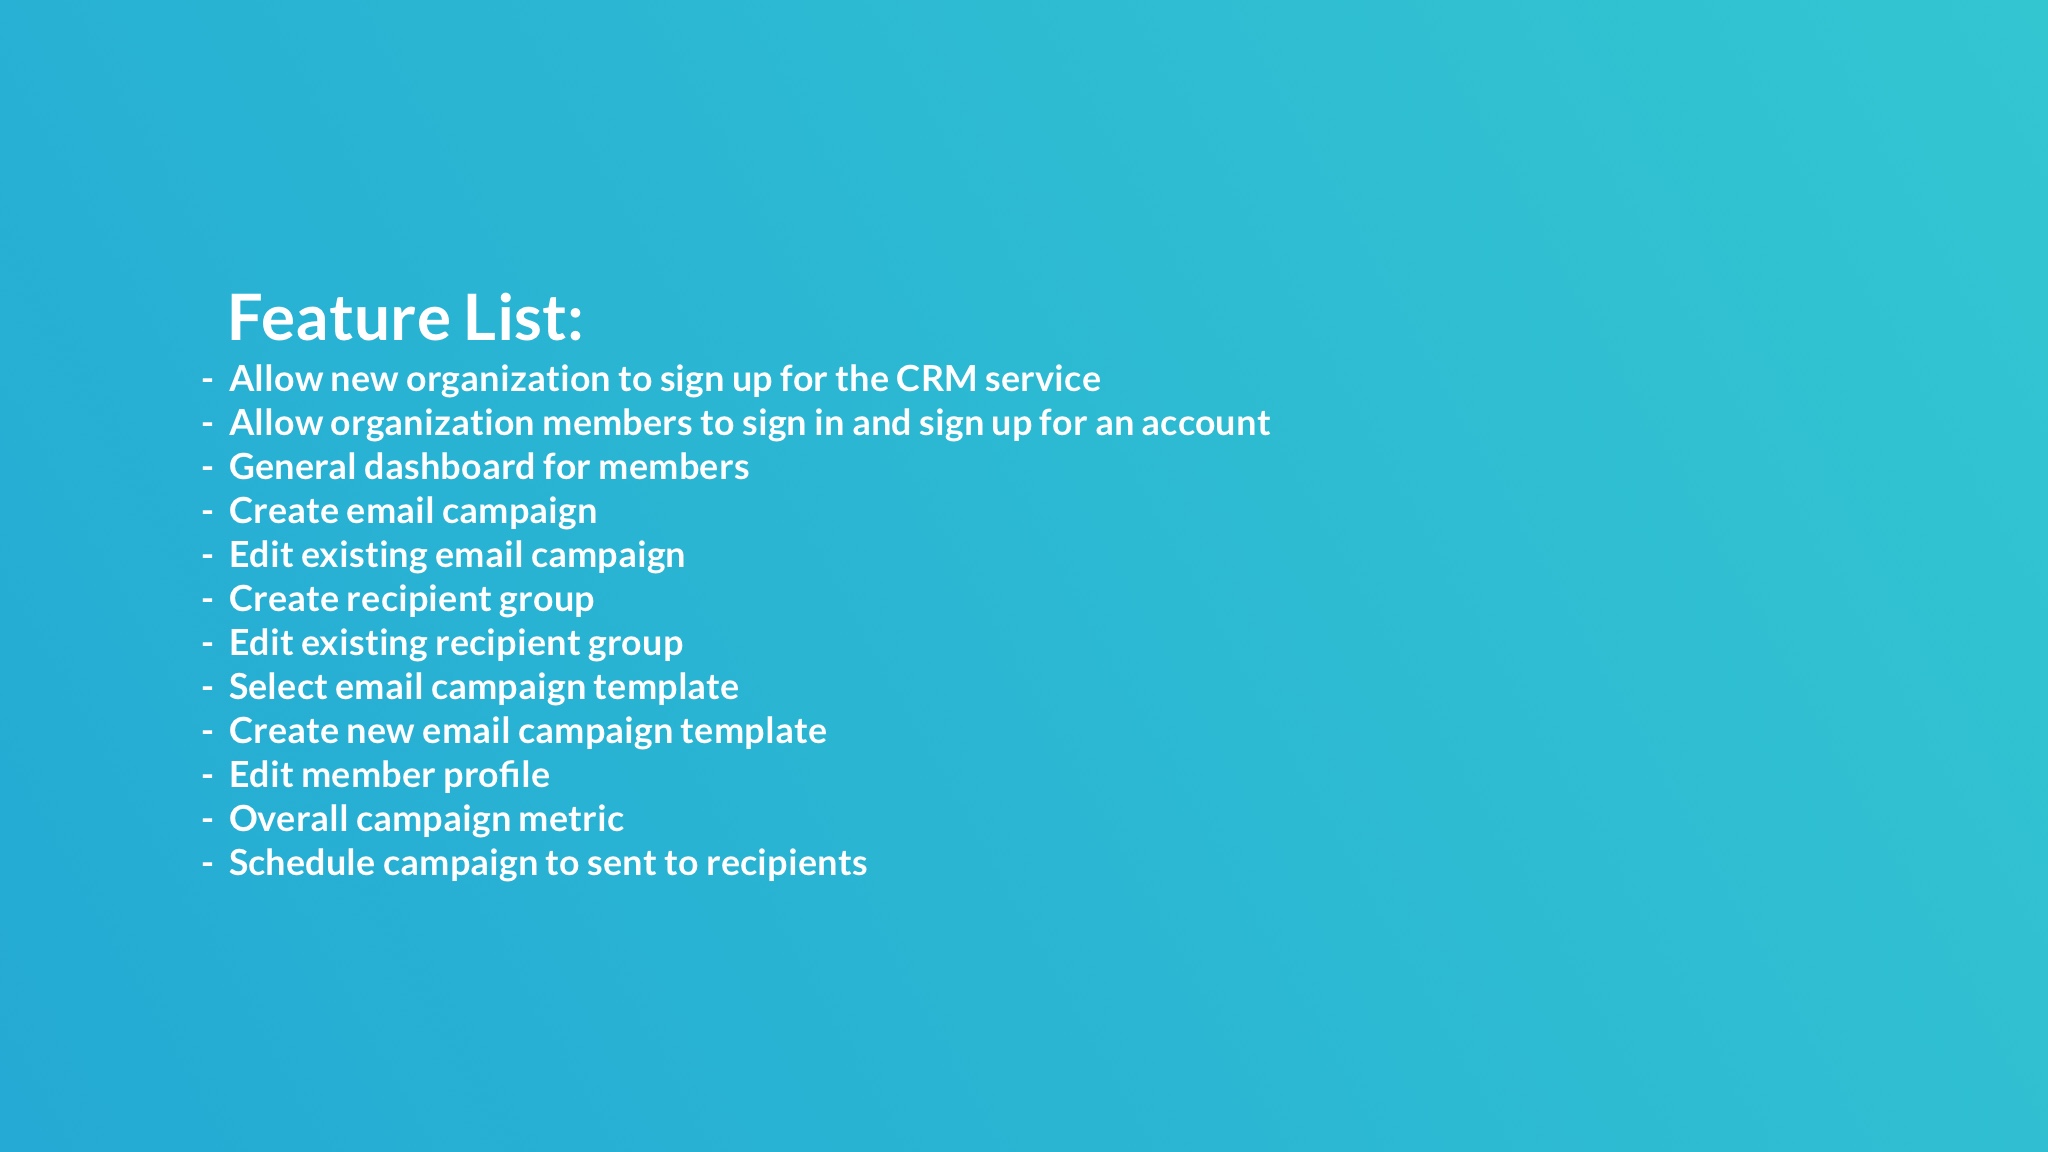 Feature List:
- Allow new organization to sign up for the CRM service
- Allow organization members to sign in and sign up for an account
- General dashboard for members
- Create email campaign
- Edit existing email campaign
- Create recipient group
- Edit existing recipient group
- Select email campaign template
- Create new email campaign template
- Edit member profile
- Overall campaign metric
- Schedule campaign to sent to recipients